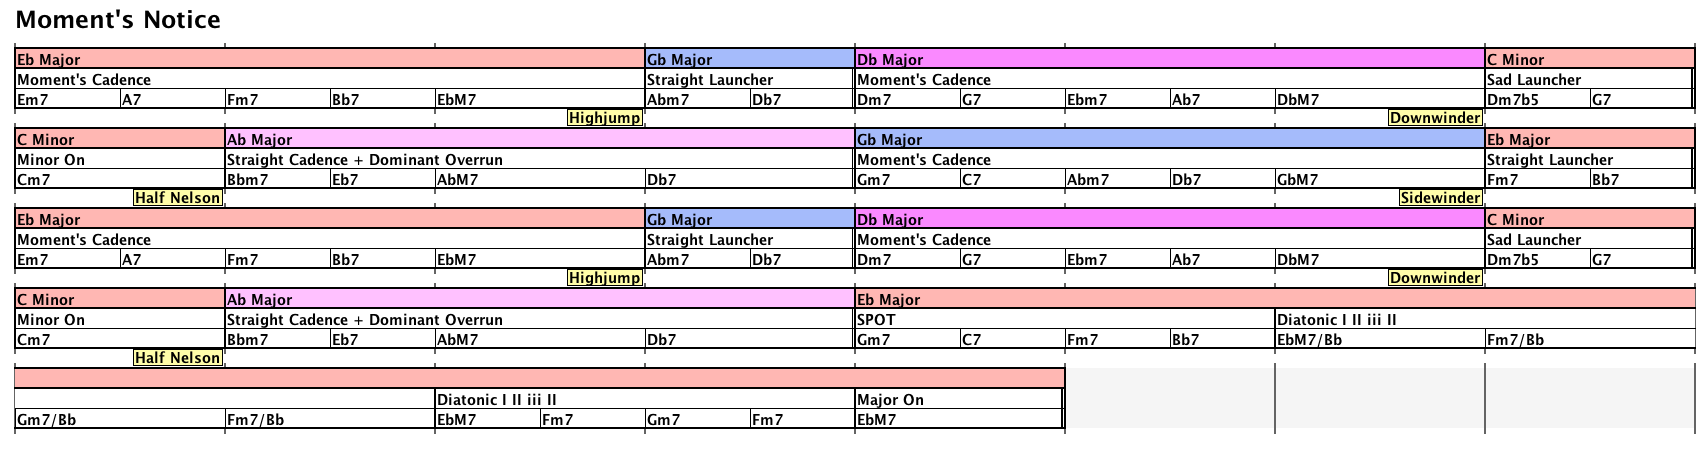 Moment's Notice
Eb Major Gb Major Db Major C Minor
Moment's Cadence Straight Launcher Moment's Cadence Sad Launcher
Em7 A7 Fm7 Bb7 EbM7 Abm7 Db7 Dm7 G7 Ebm7 Ab7 DbM7 Dm7b5 G7
Highjump Downwinder
C Minor Ab Major Gb Major Eb Major
Minor On Straight Cadence + Dominant Overrun Moment's Cadence Straight Launcher
Cm7 Bbm7 Eb7 AbM7 Db7 Gm7 C7 Abm7 Db7 GbM7 Fm7 Bb7
Half Nelson Sidewinder
Eb Major Gb Major Db Major C Minor
Moment's Cadence Straight Launcher Moment's Cadence Sad Launcher
Em7 A7 Fm7 Bb7 EbM7 Abm7 Db7 Dm7 G7 Ebm7 Ab7 DbM7 Dm7b5 G7
Highjump Downwinder
C Minor Ab Major Eb Major
Minor On Straight Cadence + Dominant Overrun SPOT Diatonic I II iii II
Cm7 Bbm7 Eb7 AbM7 Db7 Gm7 C7 Fm7 Bb7 EbM7/Bb Fm7/Bb
Half Nelson
Diatonic I II iii II Major On
Gm7/Bb Fm7/Bb EbM7 Fm7 Gm7 Fm7 EbM7